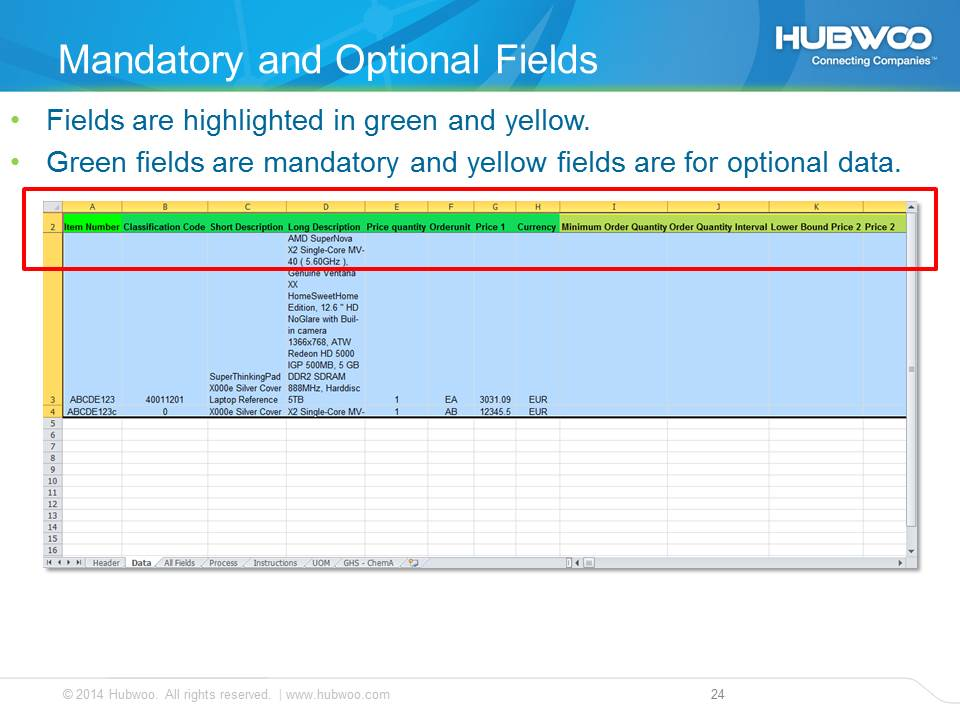 Mandatory and Optional Fields
HUBWOO
Connecting Companies™
• Fields are highlighted in green and yellow.
• Green fields are mandatory and yellow fields are for optional data.
A B C D E F G H I J K
2 Item Number Classification Code Short Description Long Description Price quantity Orderunit Price 1 Currency Minimum Order Quantity Order Quantity Interval Lower Bound Price 2 Price 2
AMD SuperNova
X2 Single-Core MV-
40 ( 5.60GHz ),
Genuine Ventana
XX
HomeSweetHome
Edition, 12.6 " HD
NoGlare with Buil-
in camera
1366x768, ATW
Redeon HD 5000
IGP 500MB, 5 GB
SuperThinkingPad DDR2 SDRAM
X000e Silver Cover 888MHz, Harddisc
3 ABCDE123 40011201 Laptop Reference 5TB 1 EA 3031.09 EUR
4 ABCDE123c 0 X000e Silver Cover X2 Single-Core MV- 1 AB 12345.5 EUR
5
6
7
8
9
10
11
12
13
14
15
16
Header Data All Fields Process Instructions UOM GHS - ChemA
© 2014 Hubwoo. All rights reserved. | www.hubwoo.com
24